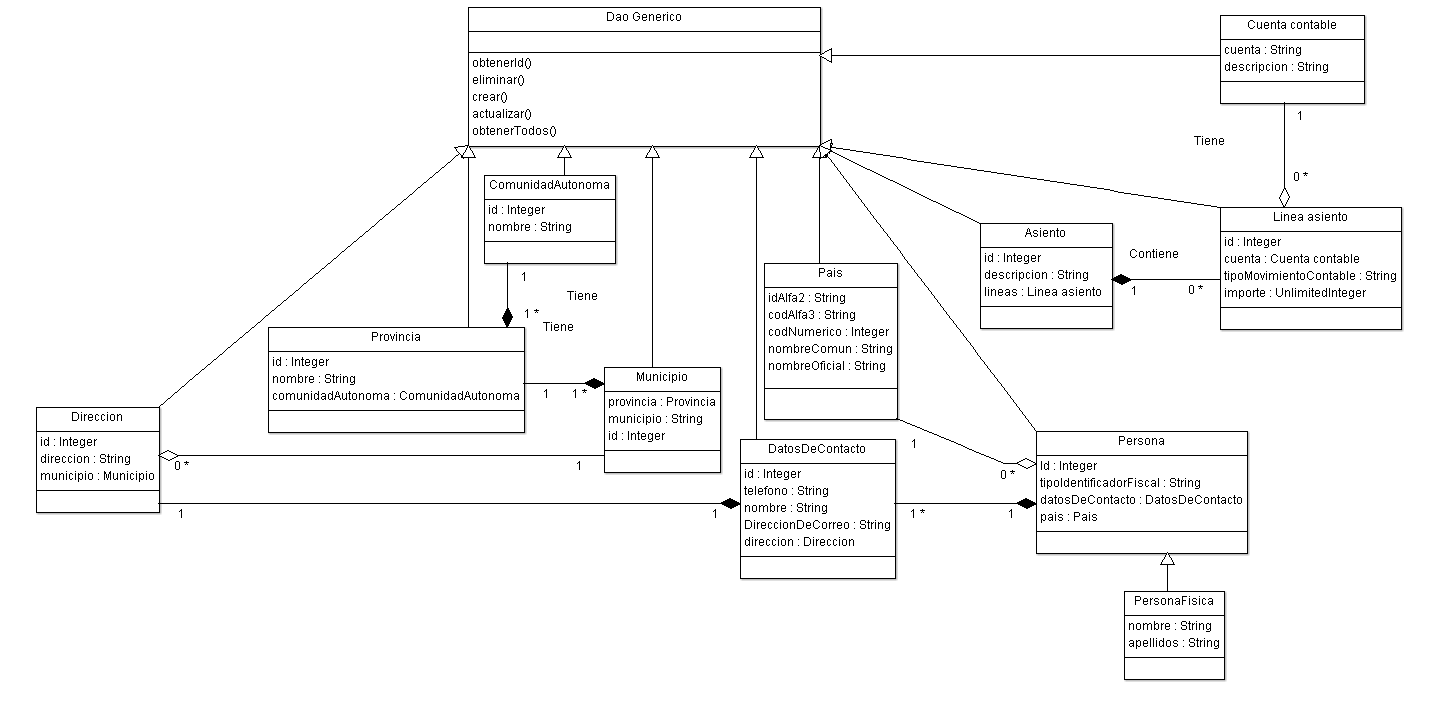 Dao Generico
obtenerId()
eliminar()
crear()
actualizar()
obtenerTodos()
Cuenta contable
cuenta : String
descripcion : String
1
Tiene
0 *
ComunidadAutonoma
id : Integer
nombre : String
1
Tiene
1 *
Tiene
Linea asiento
id : Integer
cuenta : Cuenta contable
tipoMovimientoContable : String
importe : UnlimitedInteger
Asiento
id : Integer
descripcion : String
lineas : Linea asiento
Contiene
1
0 *
Pais
idAlfa2 : String
codAlfa3 : String
codNumerico : Integer
nombreComun : String
nombreOficial : String
Provincia
id : Integer
nombre : String
comunidadAutonoma : ComunidadAutonoma
1
1 *
Municipio
provincia : Provincia
municipio : String
id : Integer
Direccion
id : Integer
direccion : String
municipio : Municipio
0 *
1
1
1
DatosDeContacto
id : Integer
telefono : String
nombre : String
DireccionDeCorreo : String
direccion : Direccion
1
0 *
1 *
1
Persona
Id : Integer
tipoIdentificadorFiscal : String
datosDeContacto : DatosDeContacto
pais : Pais
PersonaFisica
nombre : String
apellidos : String